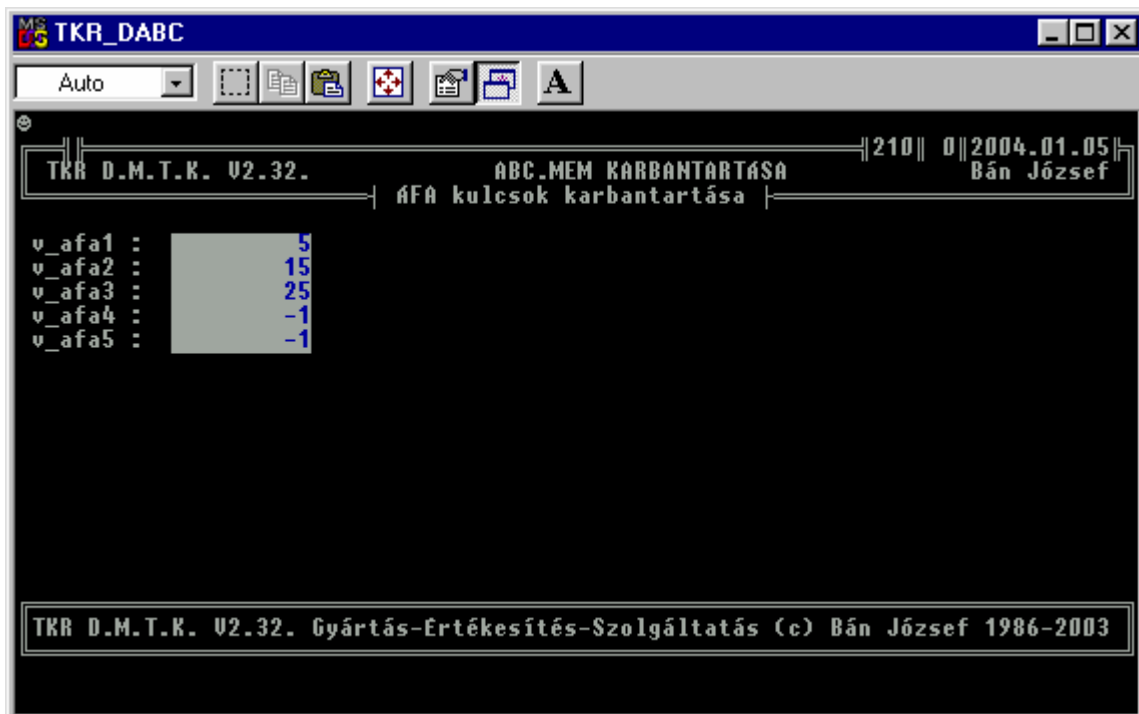 TKR_DABC
Auto
A
210 0 2004.01.05
TKR D.M.T.K. V2.32. ABC.MEM KARBANTARTáSA Bán József
áFA kulcsok karbantartása
v_afa1 : 5
v_afa2 : 15
v_afa3 : 25
v_afa4 : -1
v_afa5 : -1
TKR D.M.T.K. V2.32. Gyártás-Értékesítés-Szolgáltatás (c) Bán József 1986-2003